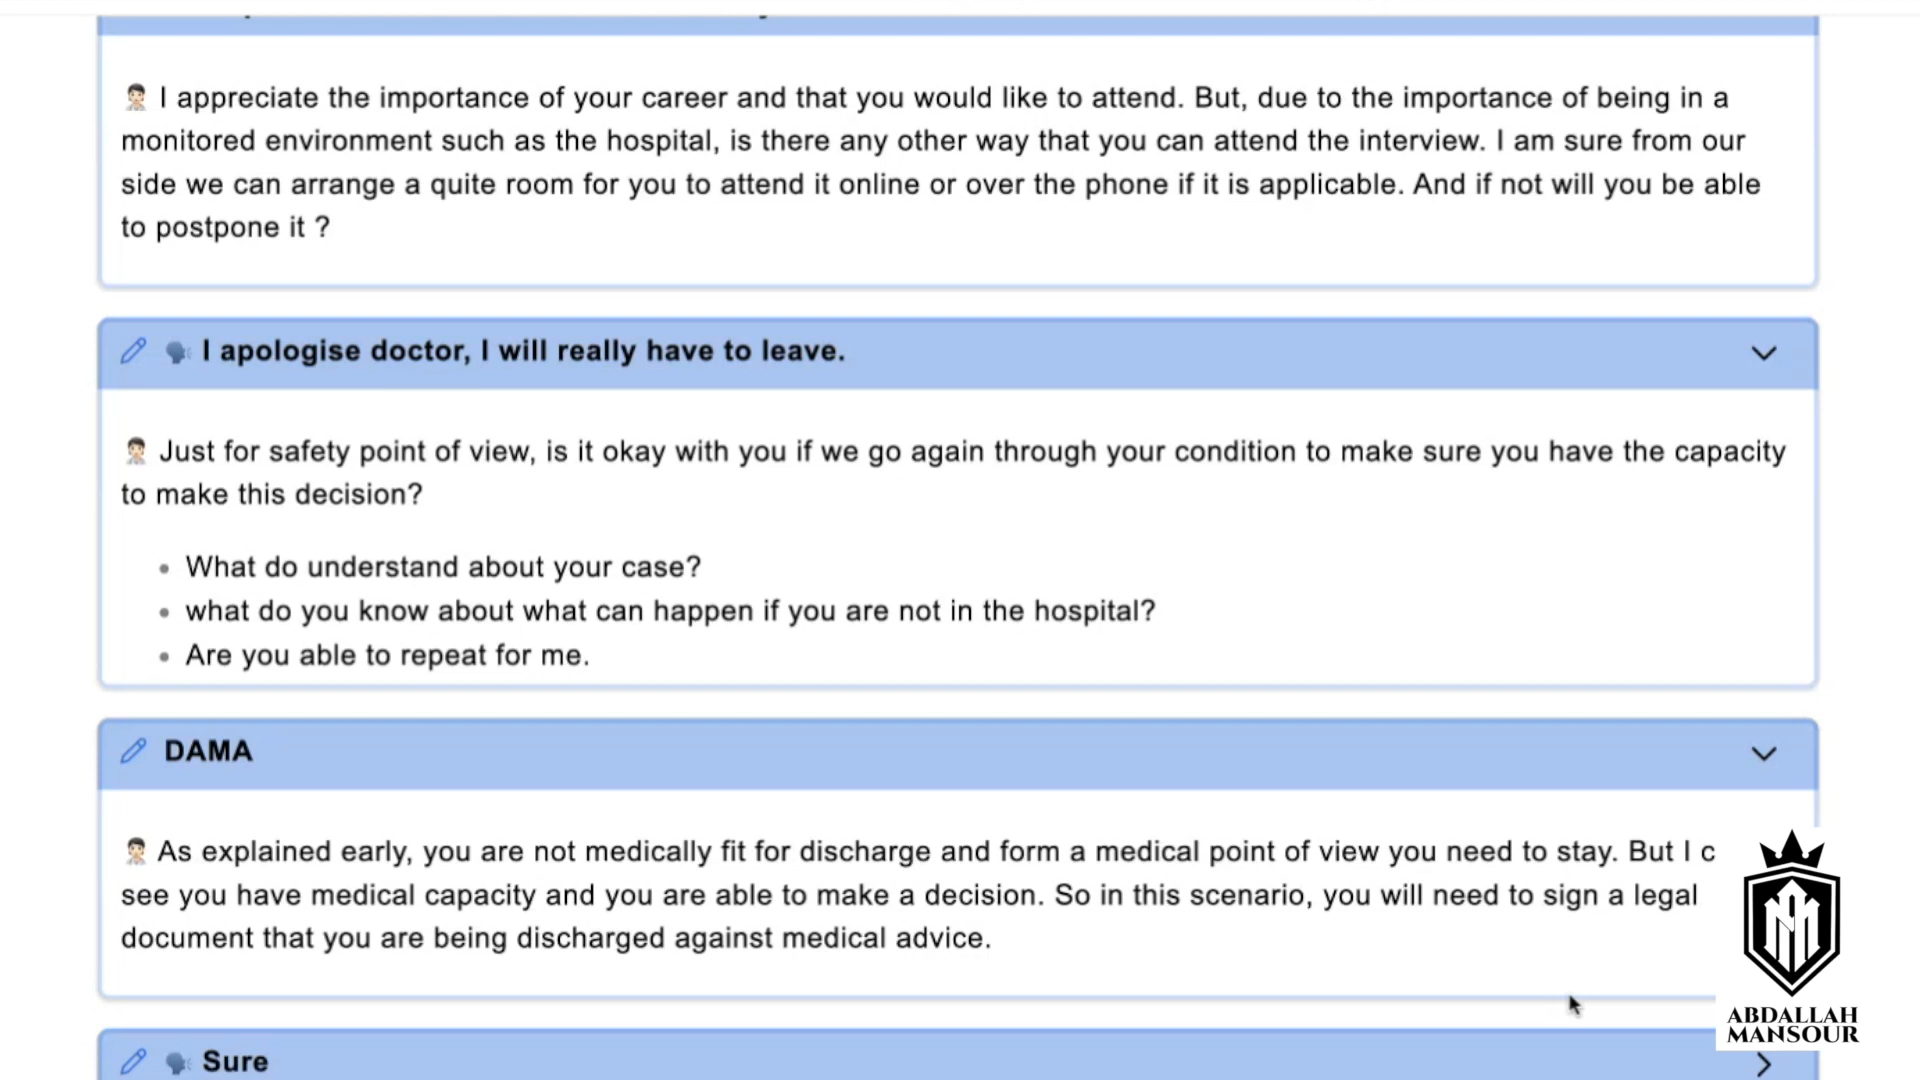 I appreciate the importance of your career and that you would like to attend. But, due to the importance of being in a
monitored environment such as the hospital, is there any other way that you can attend the interview. I am sure from our
side we can arrange a quite room for you to attend it online or over the phone if it is applicable. And if not will you be able
to postpone it ?
I apologise doctor, I will really have to leave.
Just for safety point of view, is it okay with you if we go again through your condition to make sure you have the capacity
to make this decision?
What do understand about your case?
what do you know about what can happen if you are not in the hospital?
Are you able to repeat for me.
DAMA
As explained early, you are not medically fit for discharge and form a medical point of view you need to stay. But I c
see you have medical capacity and you are able to make a decision. So in this scenario, you will need to sign a legal
document that you are being discharged against medical advice.
Sure
ABDALLAH
MANSOUR